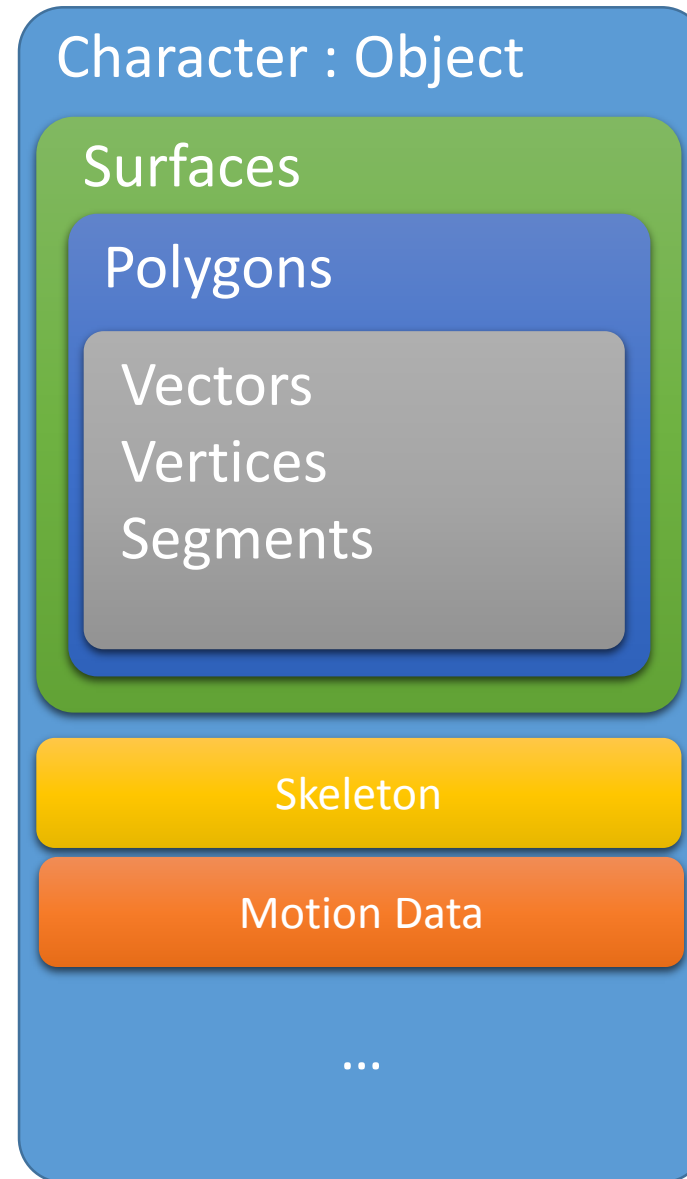 Character : Object
Surfaces
Polygons
Vectors
Vertices
Segments
Skeleton
Motion Data
...